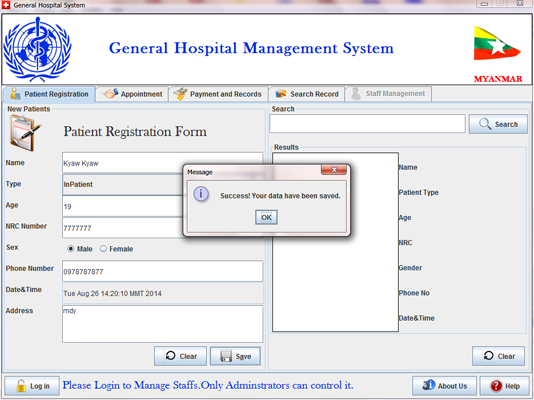 General Hospital System
General Hospital Management System
MYANMAR
Patient Registration
Appointment
Payment and Records
Search Record
Staff Management
New Patients
Patient Registration Form
Name
Kyaw Kyaw
Type
InPatient
Age
19
NRC Number
7777777
Sex
Male
Female
Phone Number
0978787877
Date&Time
Tue Aug 26 14:20:10 MMT 2014
Address
mdy
Clear
Save
Search
Search
Results
Name
Patient Type
Age
NRC
Gender
Phone No
Date&Time
Clear
Message
Success! Your data have been saved.
OK
Log in
Please Login to Manage Staffs.Only Adminstrators can control it.
About Us
Help